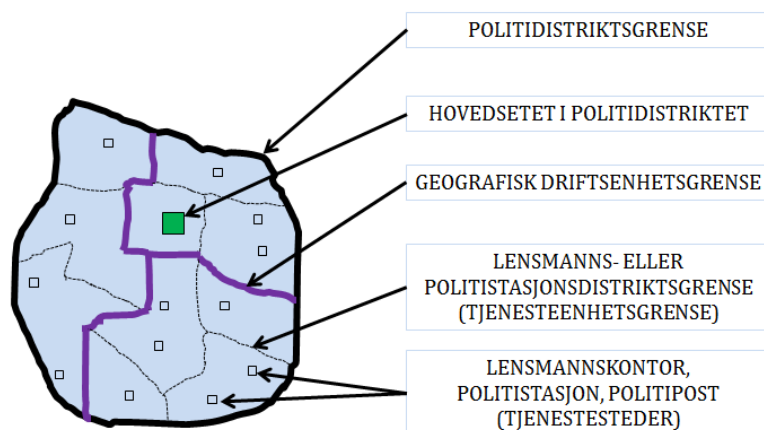 POLITIDISTRIKTSGRENSE
HOVEDSETET I POLITIDISTRIKTET
GEOGRAFISK DRIFTSENHETSGRENSE
LENSMANNS- ELLER
POLITISTASJONSDISTRIKTSGRENSE
(TJENESTEENHETSGRENSE)
LENSMANNSKONTOR,
POLITISTASJON, POLITIPOST
(TJENESTESTEDER)